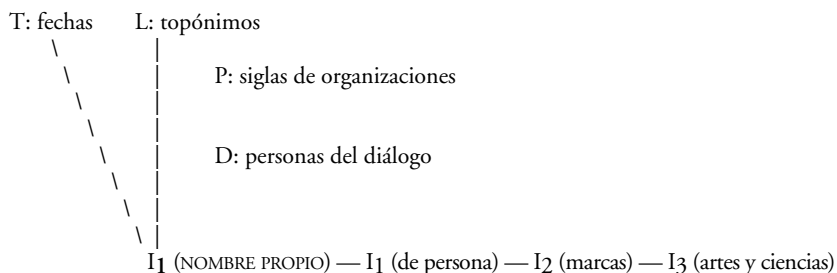 T: fechas L: topónimos
P: siglas de organizaciones
D: personas del diálogo
I1 (NOMBRE PROPIO) — I1 (de persona) — I2 (marcas) — I3 (artes y ciencias)